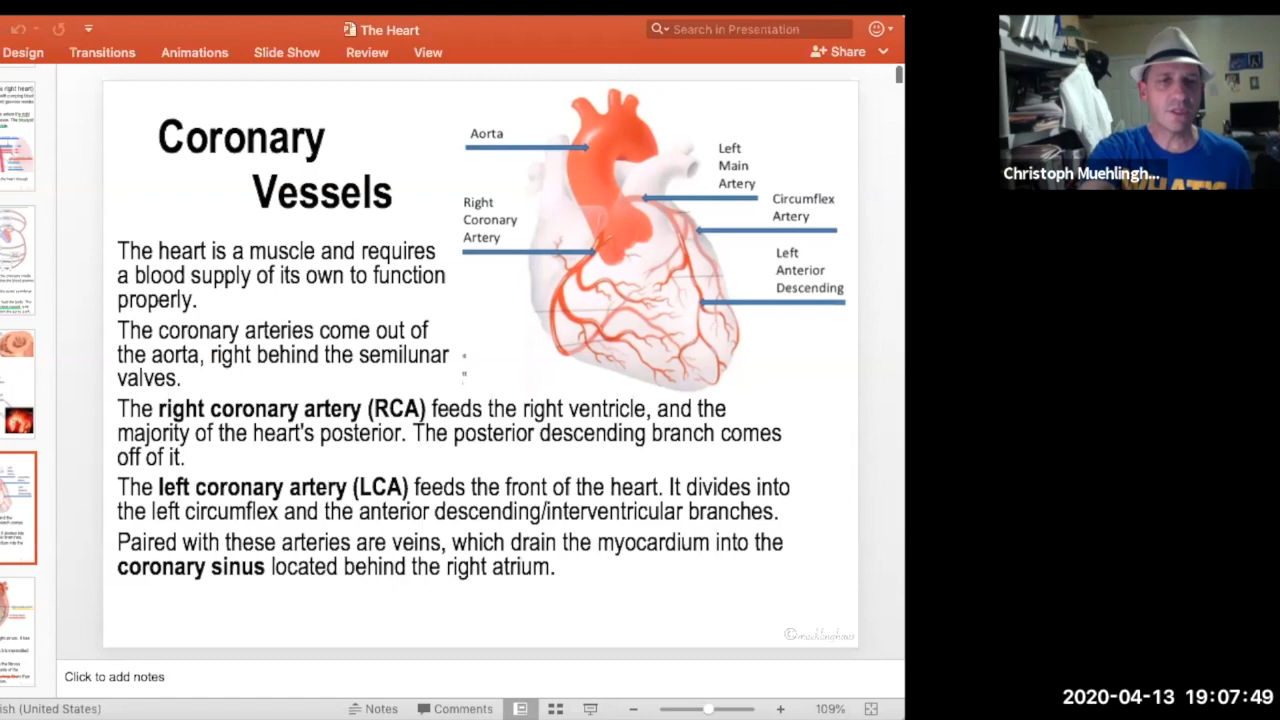 The Heart
Search in Presentation
Design Transitions Animations Slide Show Review View
Share
Coronary
Vessels
The heart is a muscle and requires
a blood supply of its own to function
properly.
The coronary arteries come out of
the aorta, right behind the semilunar
valves.
The right coronary artery (RCA) feeds the right ventricle, and the
majority of the heart's posterior. The posterior descending branch comes
off of it.
The left coronary artery (LCA) feeds the front of the heart. It divides into
the left circumflex and the anterior descending/interventricular branches.
Paired with these arteries are veins, which drain the myocardium into the
coronary sinus located behind the right atrium.
Aorta
Right
Coronary
Artery
Left
Main
Artery
Circumflex
Artery
Left
Anterior
Descending
©muehlinghaus
Click to add notes
ish (United States)
Notes Comments
109%
Christoph Muehlingh...
2020-04-13 19:07:49